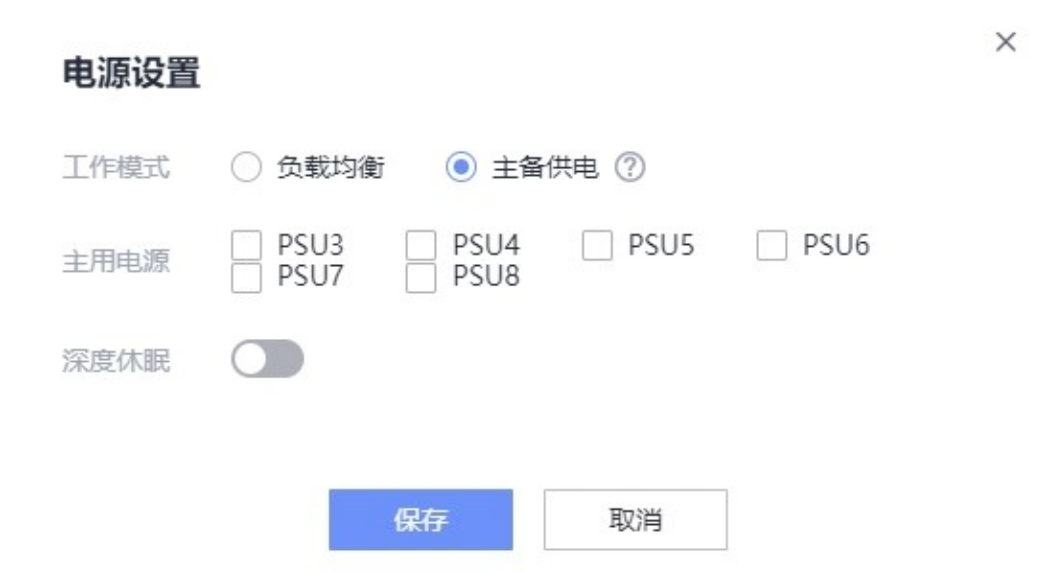 电源设置
工作模式 负载均衡 主备供电 ?
主用电源 PSU3 PSU4 PSU5 PSU6
PSU7 PSU8
深度休眠
保存 取消